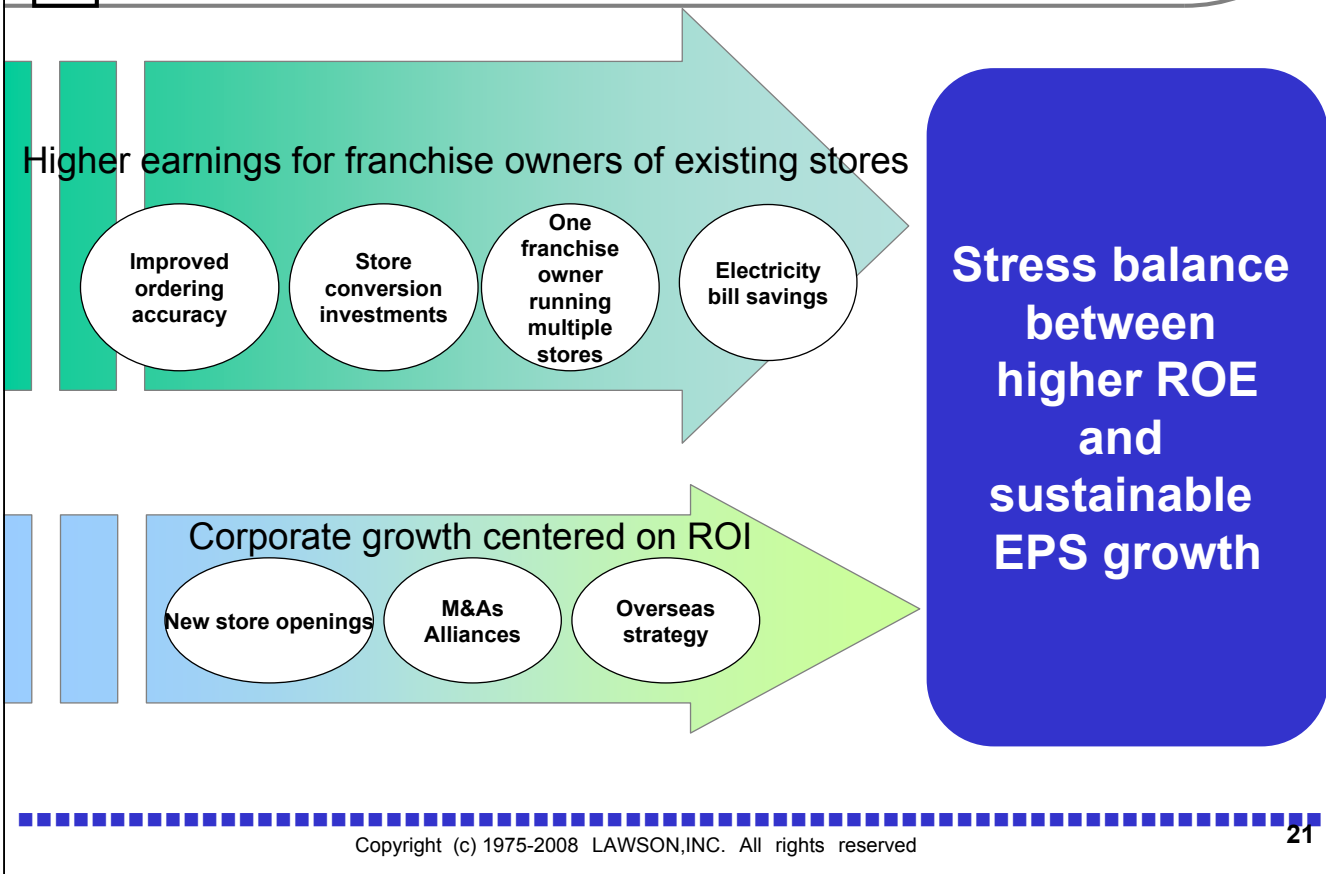 Higher earnings for franchise owners of existing stores
Improved
ordering
accuracy
Store
conversion
investments
One
franchise
owner
running
multiple
stores
Electricity
bill savings
Corporate growth centered on ROI
New store openings
M&As
Alliances
Overseas
strategy
Stress balance
between
higher ROE
and
sustainable
EPS growth
Copyright (c) 1975-2008 LAWSON,INC. All rights reserved
21